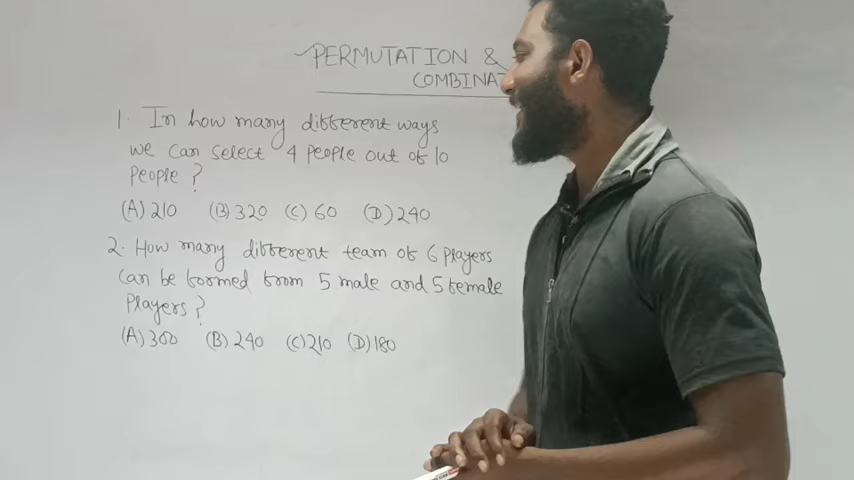 PERMUTATION &
COMBINAT
1. In how many different ways
we can select 4 people out of 10
people ?
(A) 210 (B) 320 (C) 60 (D) 240
2. How many different team of 6 players
can be formed from 5 male and 5 female
players ?
(A) 300 (B) 240 (C) 210 (D) 180